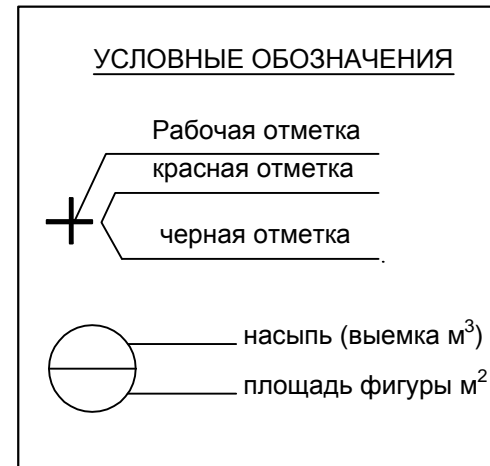 УСЛОВНЫЕ ОБОЗНАЧЕНИЯ
Рабочая отметка
красная отметка
черная отметка
насыпь (выемка м³)
площадь фигуры м²